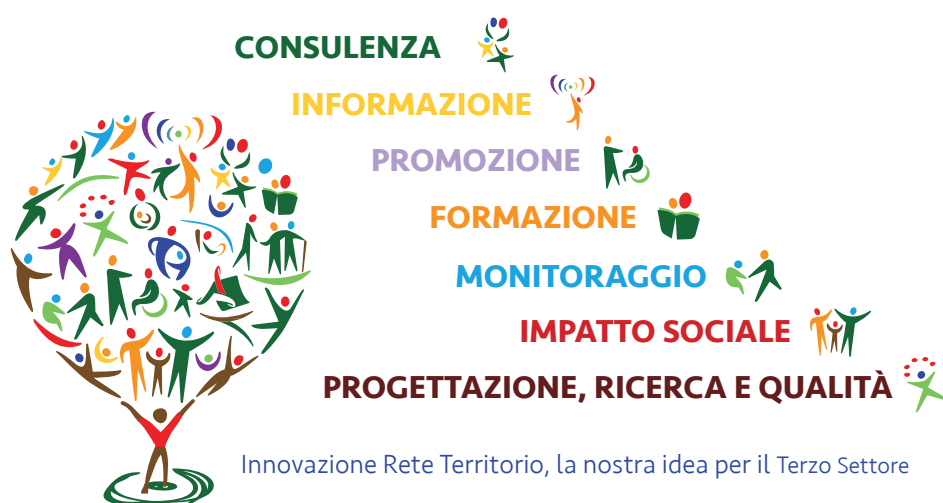 CONSULENZA
INFORMAZIONE
PROMOZIONE
FORMAZIONE
MONITORAGGIO
IMPATTO SOCIALE
PROGETTAZIONE, RICERCA E QUALITÀ
Innovazione Rete Territorio, la nostra idea per il Terzo Settore